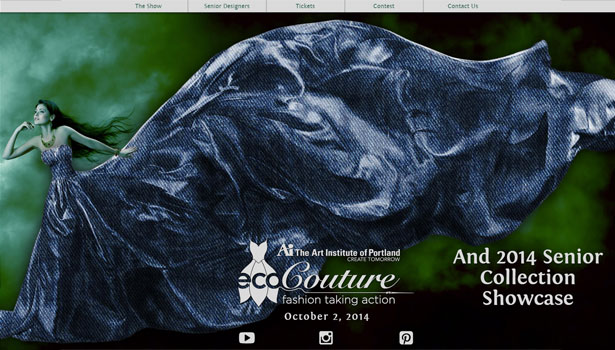 The Show Senior Designers Tickets Contest Contact Us
Ai The Art Institute of Portland
CREATE TOMORROW
ecoCouture
fashion taking action
October 2, 2014
And 2014 Senior
Collection
Showcase